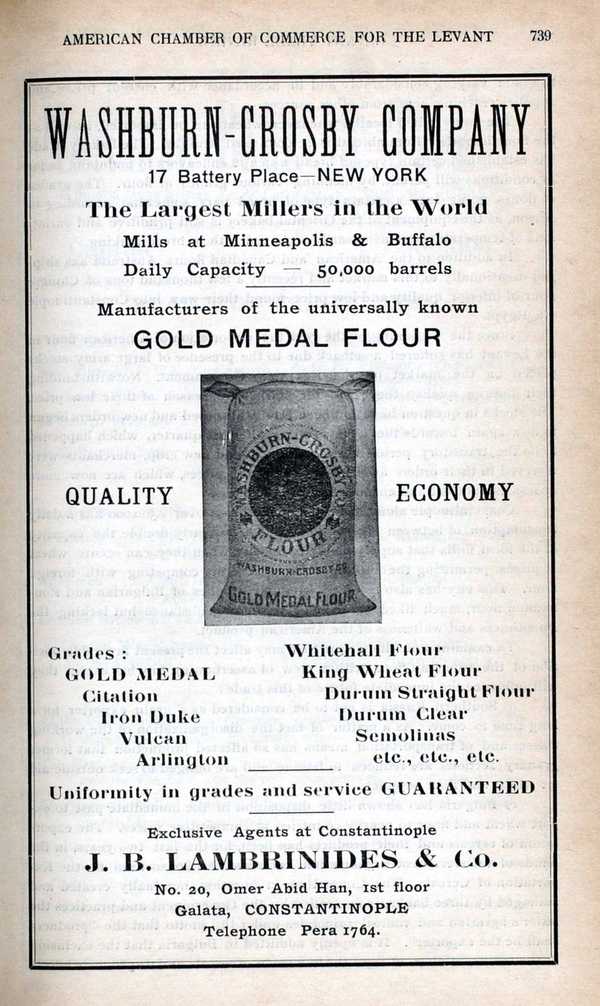 AMERICAN CHAMBER OF COMMERCE FOR THE LEVANT 739
WASHBURN-CROSBY COMPANY
17 Battery Place—NEW YORK
The Largest Millers in the World
Mills at Minneapolis & Buffalo
Daily Capacity — 50,000 barrels
Manufacturers of the universally known
GOLD MEDAL FLOUR
QUALITY
WASHBURN-CROSBY CO.
FLOUR
WASHBURN-CROSBY CO.
GOLD MEDAL FLOUR
ECONOMY
Grades :
GOLD MEDAL
Citation
Iron Duke
Vulcan
Arlington
Whitehall Flour
King Wheat Flour
Durum Straight Flour
Durum Clear
Semolinas
etc., etc., etc.
Uniformity in grades and service GUARANTEED
Exclusive Agents at Constantinople
J. B. LAMBRINIDES & Co.
No. 20, Omer Abid Han, 1st floor
Galata, CONSTANTINOPLE
Telephone Pera 1764.